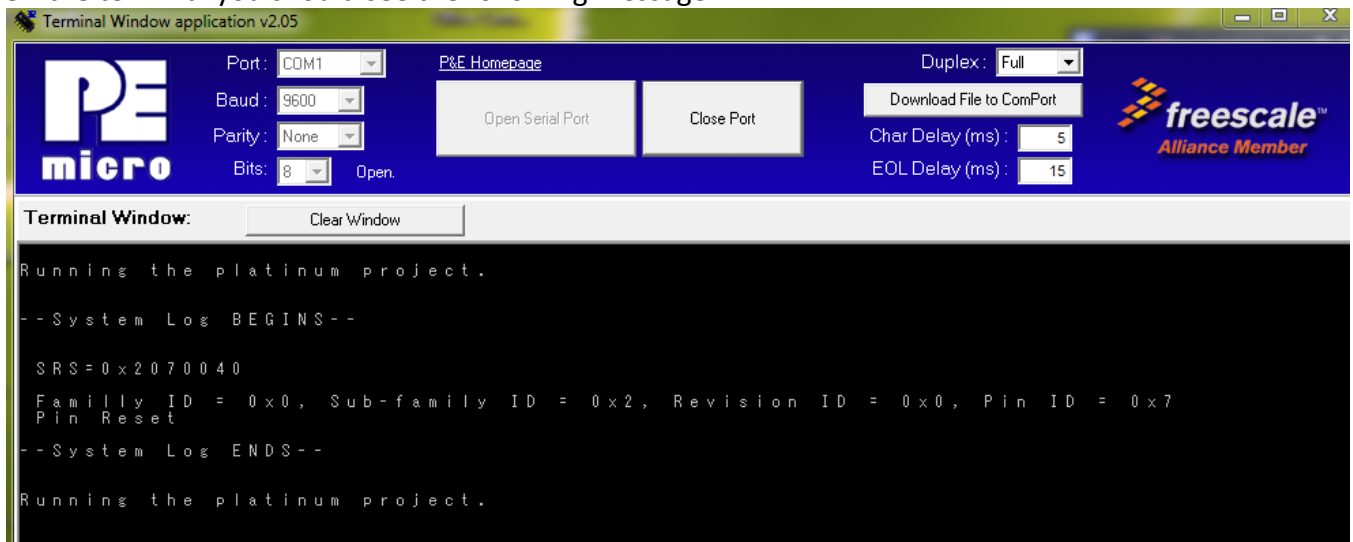 Terminal Window application v2.05
PE
micro
Port: COM1
Baud : 9600
Parity: None
Bits: 8 Open.
P&E Homepage
Open Serial Port
Close Port
Duplex: Full
Download File to ComPort
Char Delay (ms): 5
EOL Delay (ms): 15
freescale™
Alliance Member
Terminal Window:
Clear Window
Running the platinum project.
--System Log BEGINS--
SRS=0x2070040
Familly ID = 0x0, Sub-family ID = 0x2, Revision ID = 0x0, Pin ID = 0x7
Pin Reset
--System Log ENDS--
Running the platinum project.